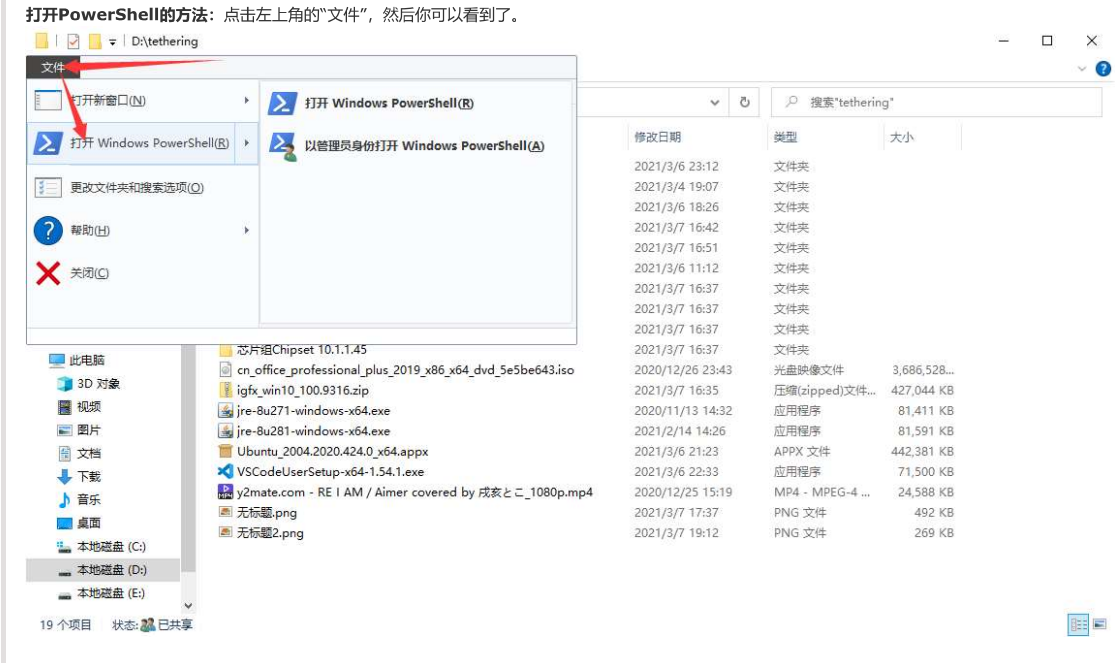 打开PowerShell的方法：点击左上角的“文件”，然后你可以看到了。
D:\tethering
文件
打开新窗口(N)
打开 Windows PowerShell(R)
更改文件夹和搜索选项(O)
帮助(H)
关闭(C)
打开 Windows PowerShell(R)
以管理员身份打开 Windows PowerShell(A)
搜索"tethering"
修改日期 类型 大小
2021/3/6 23:12 文件夹
2021/3/4 19:07 文件夹
2021/3/6 18:26 文件夹
2021/3/7 16:42 文件夹
2021/3/7 16:51 文件夹
2021/3/6 11:12 文件夹
2021/3/7 16:37 文件夹
2021/3/7 16:37 文件夹
2021/3/7 16:37 文件夹
芯片组Chipset 10.1.1.45 2021/3/7 16:37 文件夹
cn_office_professional_plus_2019_x86_x64_dvd_5e5be643.iso 2020/12/26 23:43 光盘映像文件 3,686,528...
igfx_win10_100.9316.zip 2021/3/7 16:35 压缩(zipped)文件... 427,044 KB
jre-8u271-windows-x64.exe 2020/11/13 14:32 应用程序 81,411 KB
jre-8u281-windows-x64.exe 2021/2/14 14:26 应用程序 81,591 KB
Ubuntu_2004.2020.424.0_x64.appx 2021/3/6 21:23 APPX 文件 442,381 KB
VSCodeUserSetup-x64-1.54.1.exe 2021/3/6 22:33 应用程序 71,500 KB
y2mate.com - RE I AM / Aimer covered by 戌亥とこ_1080p.mp4 2020/12/25 15:19 MP4 - MPEG-4 ... 24,588 KB
无标题.png 2021/3/7 17:37 PNG 文件 492 KB
无标题2.png 2021/3/7 19:12 PNG 文件 269 KB
此电脑
3D 对象
视频
图片
文档
下载
音乐
桌面
本地磁盘 (C:)
本地磁盘 (D:)
本地磁盘 (E:)
19 个项目 状态: 已共享